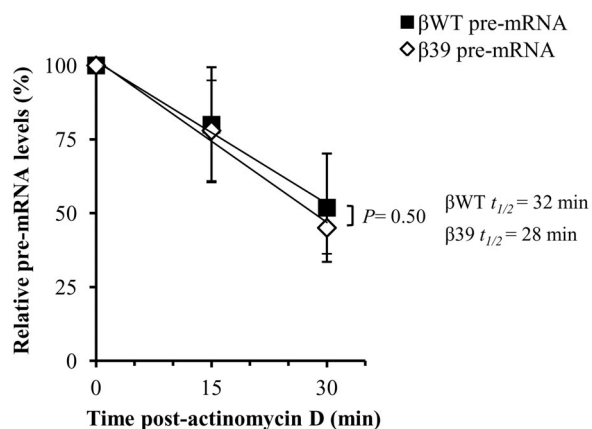 βWT pre-mRNA
β39 pre-mRNA
Relative pre-mRNA levels (%)
100
75
50
25
0
P= 0.50
βWT t1/2 = 32 min
β39 t1/2 = 28 min
0
15
30
Time post-actinomycin D (min)